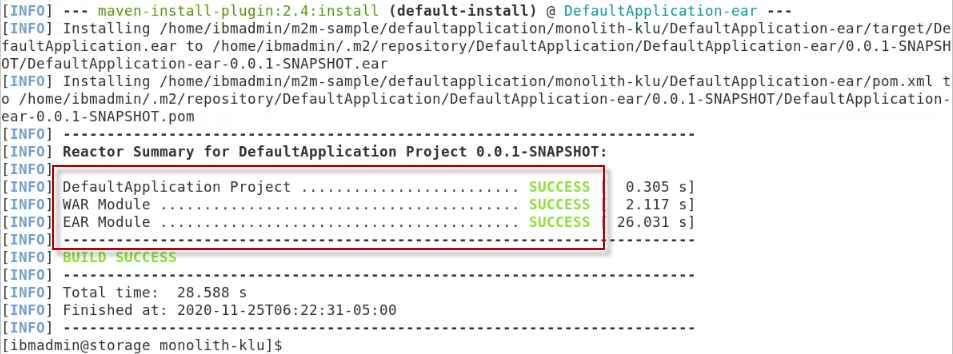 [INFO] --- maven-install-plugin:2.4:install (default-install) @ DefaultApplication-ear ---
[INFO] Installing /home/ibmadmin/m2m-sample/defaultapplication/monolith-klu/DefaultApplication-ear/target/De
faultApplication.ear to /home/ibmadmin/.m2/repository/DefaultApplication/DefaultApplication-ear/0.0.1-SNAPSH
OT/DefaultApplication-ear-0.0.1-SNAPSHOT.ear
[INFO] Installing /home/ibmadmin/m2m-sample/defaultapplication/monolith-klu/DefaultApplication-ear/pom.xml t
o /home/ibmadmin/.m2/repository/DefaultApplication/DefaultApplication-ear/0.0.1-SNAPSHOT/DefaultApplication-
ear-0.0.1-SNAPSHOT.pom
[INFO] ------------------------------------------------------------------------
[INFO] Reactor Summary for DefaultApplication Project 0.0.1-SNAPSHOT:
[INFO]
[INFO] DefaultApplication Project ......................... SUCCESS [  0.305 s]
[INFO] WAR Module ......................................... SUCCESS [  2.117 s]
[INFO] EAR Module ......................................... SUCCESS [ 26.031 s]
[INFO] ------------------------------------------------------------------------
[INFO] BUILD SUCCESS
[INFO] ------------------------------------------------------------------------
[INFO] Total time:  28.588 s
[INFO] Finished at: 2020-11-25T06:22:31-05:00
[INFO] ------------------------------------------------------------------------
[ibmadmin@storage monolith-klu]$